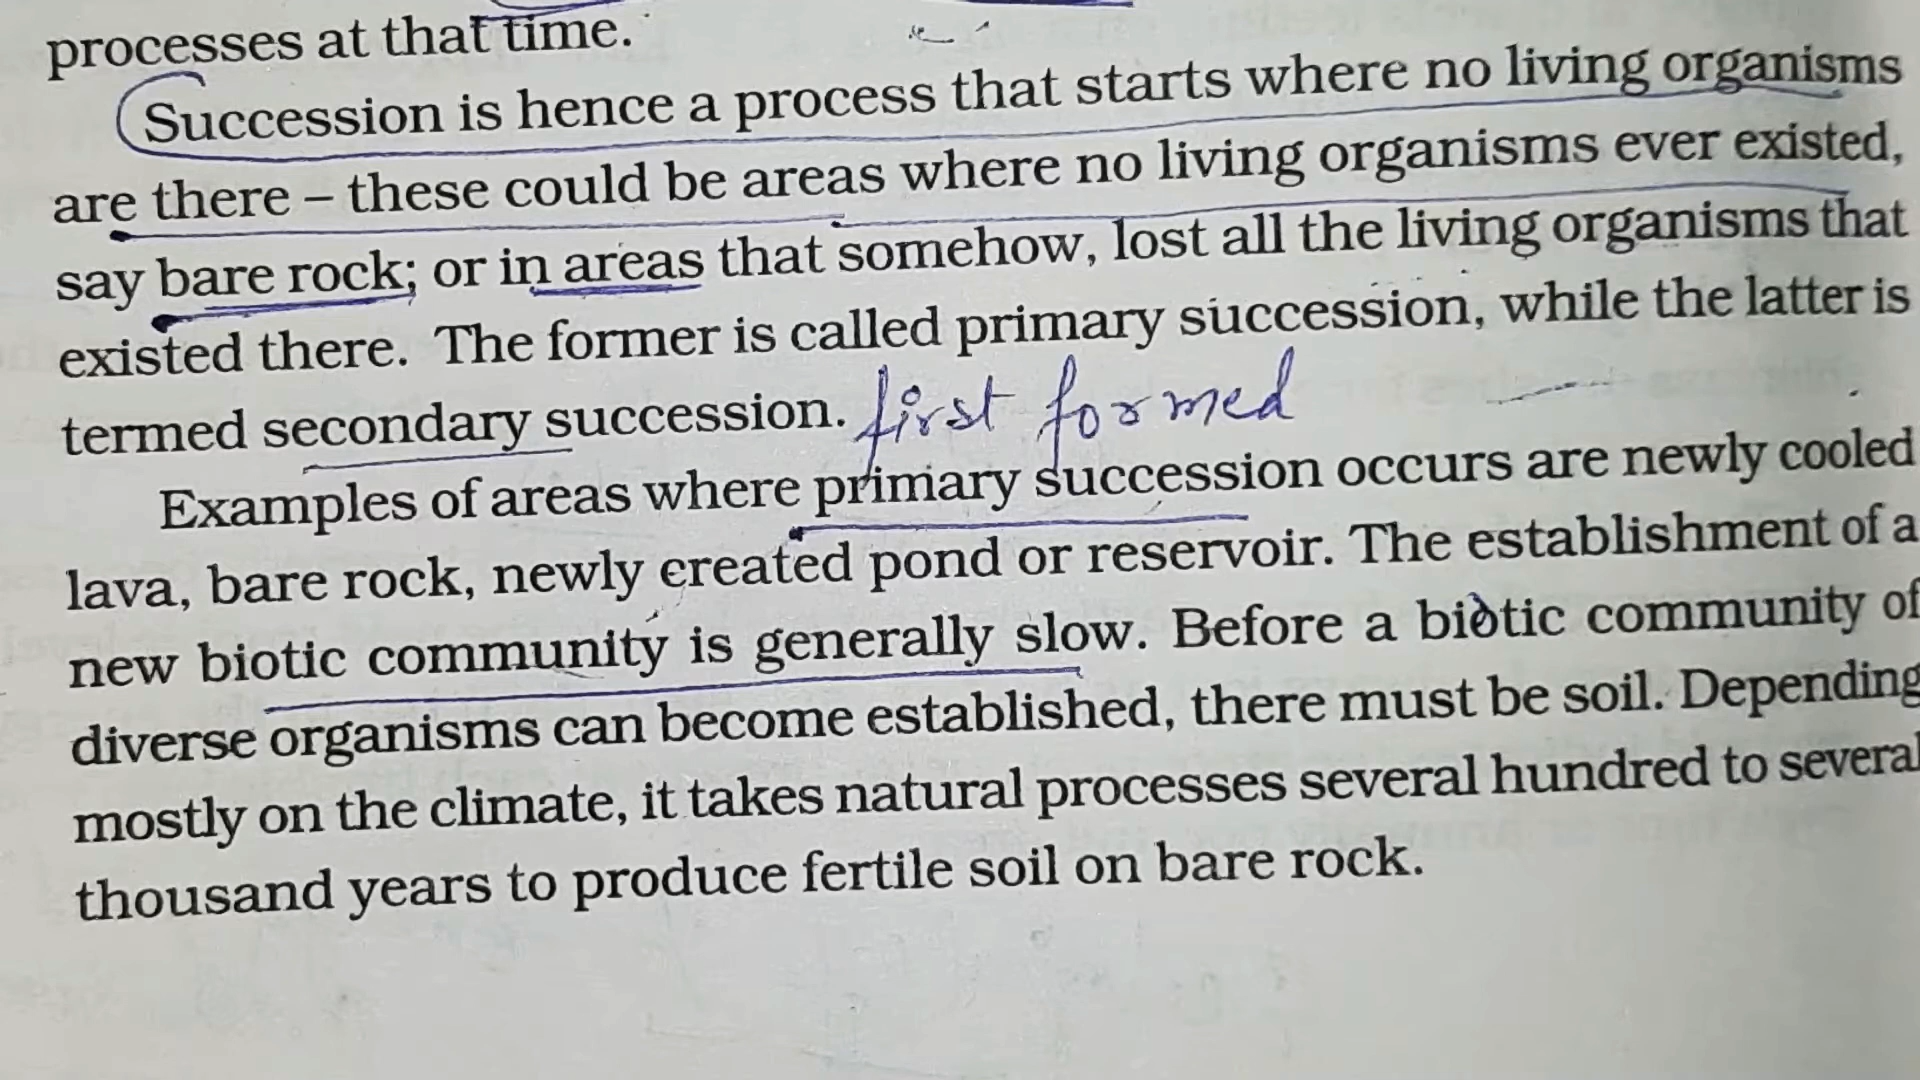 processes at that time.
Succession is hence a process that starts where no living organisms
are there – these could be areas where no living organisms ever existed,
say bare rock; or in areas that somehow, lost all the living organisms that
existed there. The former is called primary succession, while the latter is
termed secondary succession. first formed
Examples of areas where primary succession occurs are newly cooled
lava, bare rock, newly created pond or reservoir. The establishment of a
new biotic community is generally slow. Before a biotic community of
diverse organisms can become established, there must be soil. Depending
mostly on the climate, it takes natural processes several hundred to several
thousand years to produce fertile soil on bare rock.